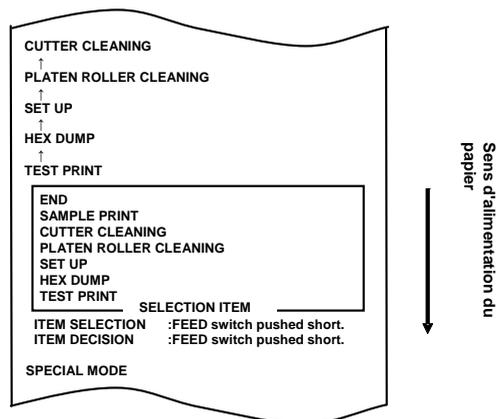 CUTTER CLEANING
↑
PLATEN ROLLER CLEANING
↑
SET UP
↑
HEX DUMP
↑
TEST PRINT
END
SAMPLE PRINT
CUTTER CLEANING
PLATEN ROLLER CLEANING
SET UP
HEX DUMP
TEST PRINT
SELECTION ITEM
ITEM SELECTION :FEED switch pushed short.
ITEM DECISION :FEED switch pushed short.
SPECIAL MODE
Sens d'alimentation du
papier